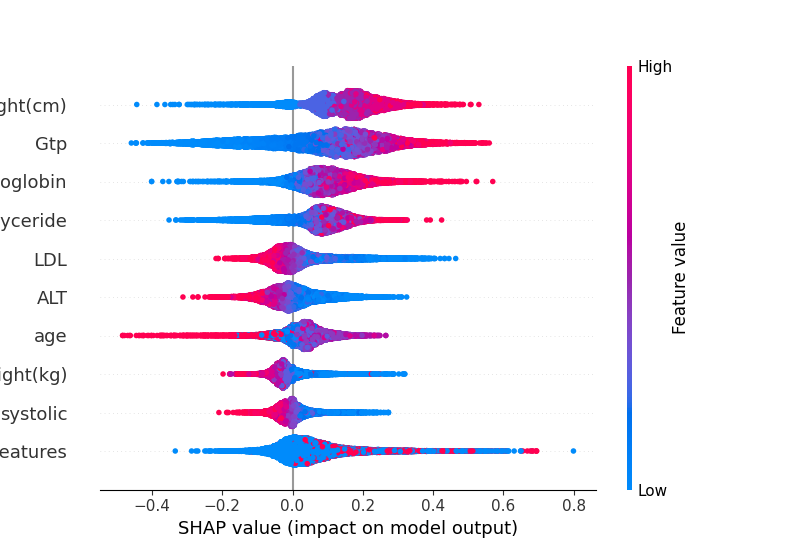 High
ght(cm)
Gtp
oglobin
yceride
LDL
ALT
age
ight(kg)
systolic
eatures
Low
Feature value
−0.4 −0.2 0.0 0.2 0.4 0.6 0.8
SHAP value (impact on model output)